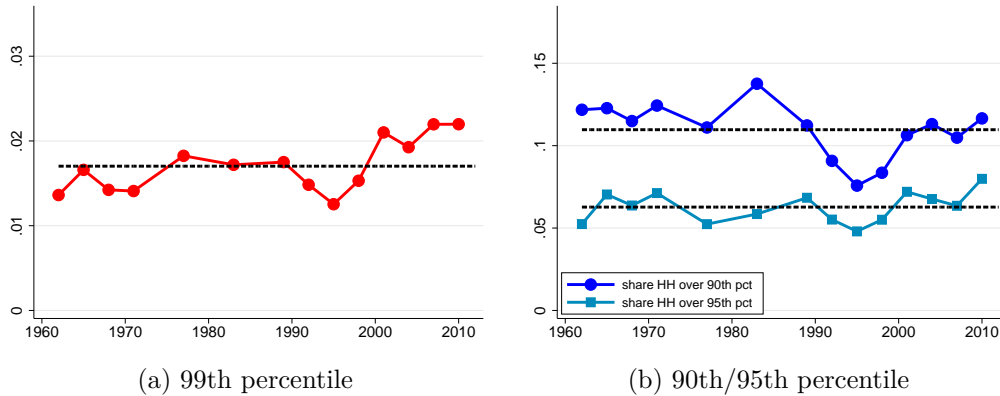 .03
.02
.01
0
1960 1970 1980 1990 2000 2010
(a) 99th percentile
.15
.1
.05
0
share HH over 90th pct
share HH over 95th pct
1960 1970 1980 1990 2000 2010
(b) 90th/95th percentile